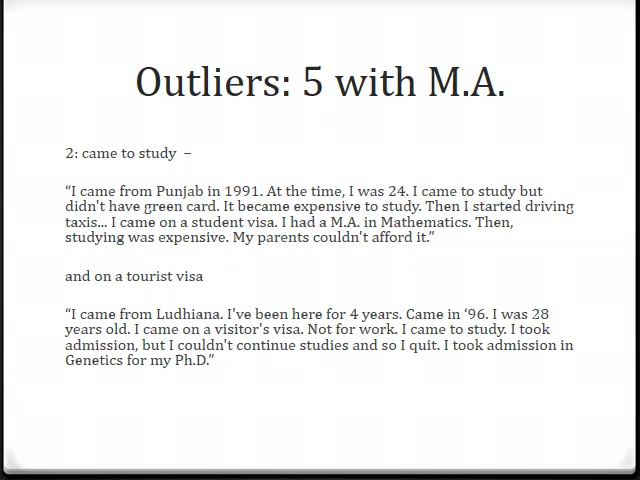 Outliers: 5 with M.A.
2: came to study –
“I came from Punjab in 1991. At the time, I was 24. I came to study but
didn't have green card. It became expensive to study. Then I started driving
taxis... I came on a student visa. I had a M.A. in Mathematics. Then,
studying was expensive. My parents couldn't afford it.”
and on a tourist visa
“I came from Ludhiana. I've been here for 4 years. Came in ‘96. I was 28
years old. I came on a visitor's visa. Not for work. I came to study. I took
admission, but I couldn't continue studies and so I quit. I took admission in
Genetics for my Ph.D.”